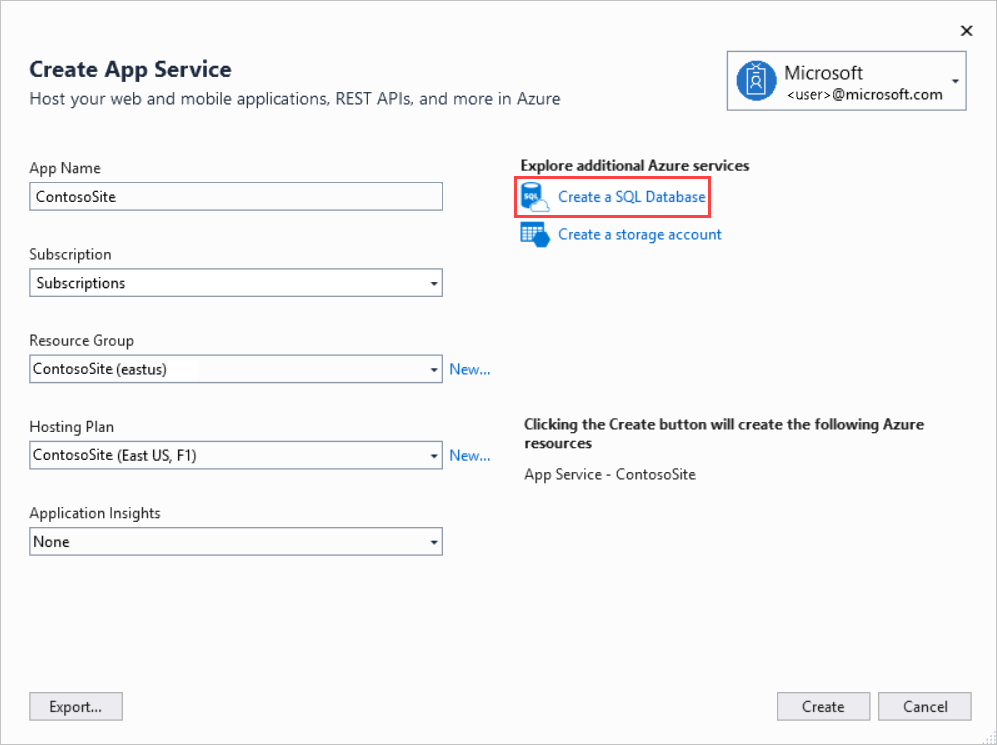 Create App Service
Host your web and mobile applications, REST APIs, and more in Azure
Microsoft
<user>@microsoft.com
App Name
ContosoSite
Subscription
Subscriptions
Resource Group
ContosoSite (eastus)
New...
Hosting Plan
ContosoSite (East US, F1)
New...
Application Insights
None
Explore additional Azure services
SQL
Create a SQL Database
Create a storage account
Clicking the Create button will create the following Azure
resources
App Service - ContosoSite
Export...
Create
Cancel